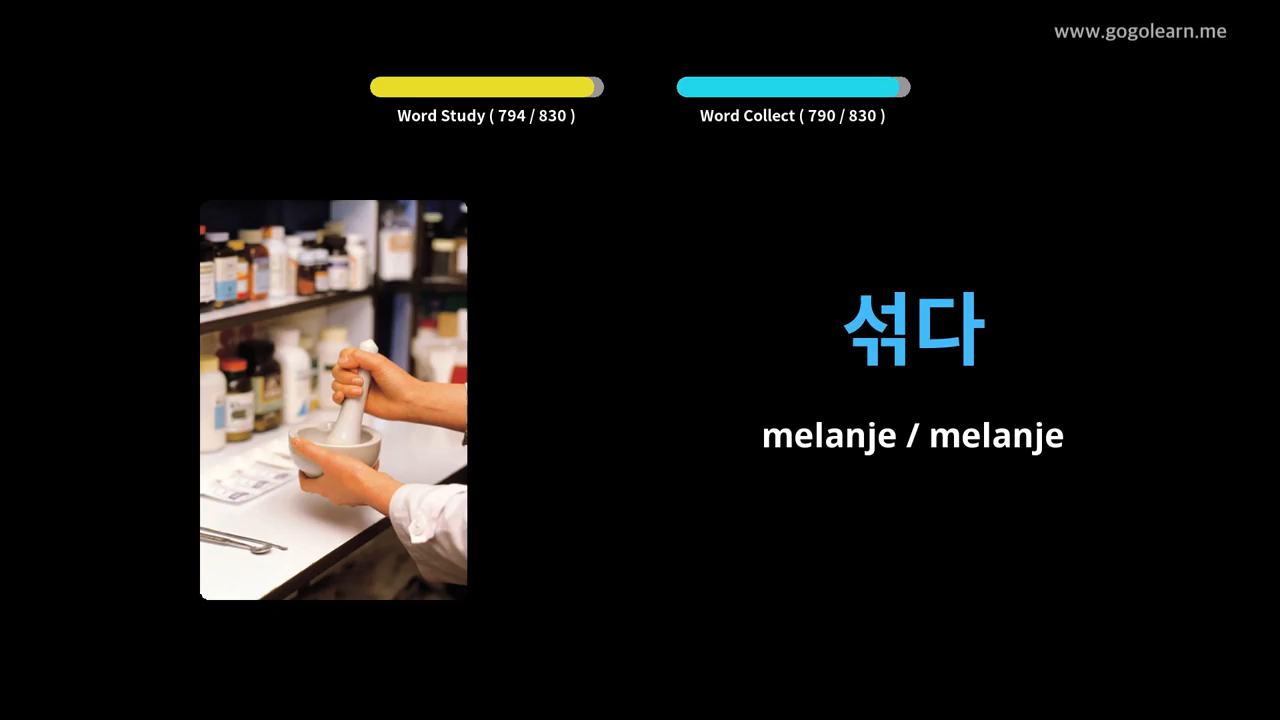 www.gogolearn.me
Word Study ( 794 / 830 )
Word Collect ( 790 / 830 )
섞다
melanje / melanje